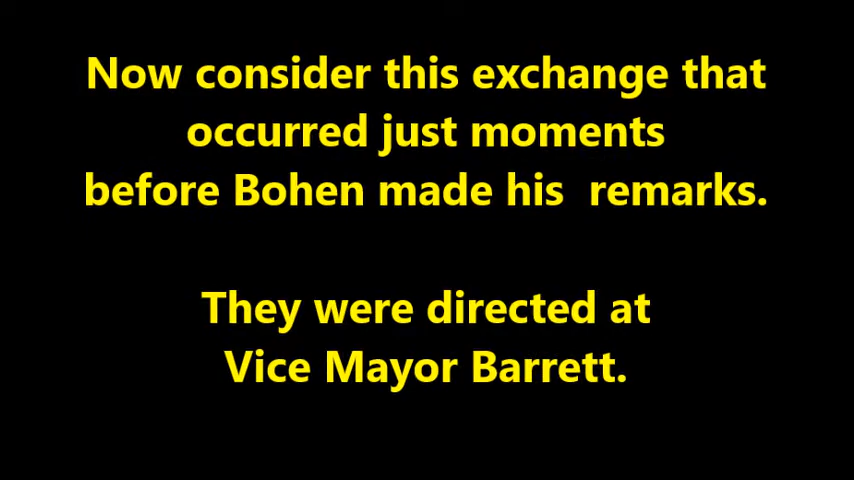 Now consider this exchange that
occurred just moments
before Bohen made his  remarks.
They were directed at
Vice Mayor Barrett.